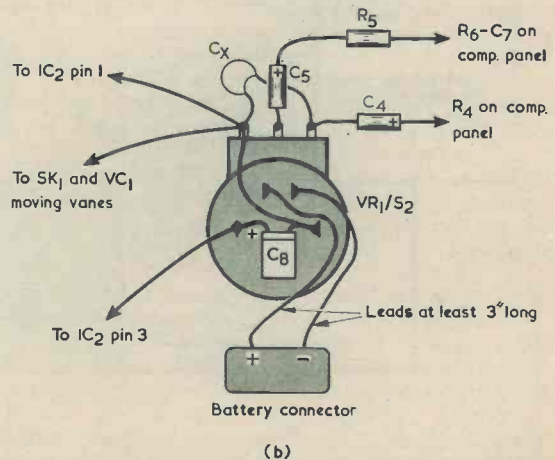 R5
R6-C7 on
comp. panel
CX
+
C5
To IC2 pin 1
C4
+
R4 on comp.
panel
To SK1 and VC1
moving vanes
VR1/S2
+
C8
To IC2 pin 3
Leads at least 3" long
+ -
Battery connector
(b)